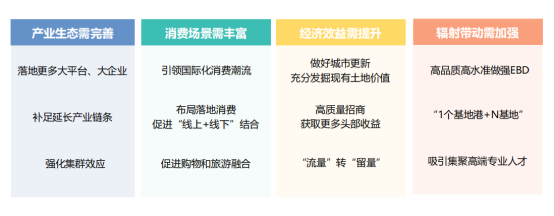 产业生态需完善
落地更多大平台、大企业
补足延长产业链条
强化集群效应
消费场景需丰富
引领国际化消费潮流
布局落地消费
促进“线上+线下”结合
促进购物和旅游融合
经济效益需提升
做好城市更新
充分发掘现有土地价值
高质量招商
获取更多头部收益
“流量”转“留量”
辐射带动需加强
高品质高水准做强EBD
“1个基地港+N基地”
吸引集聚高端专业人才